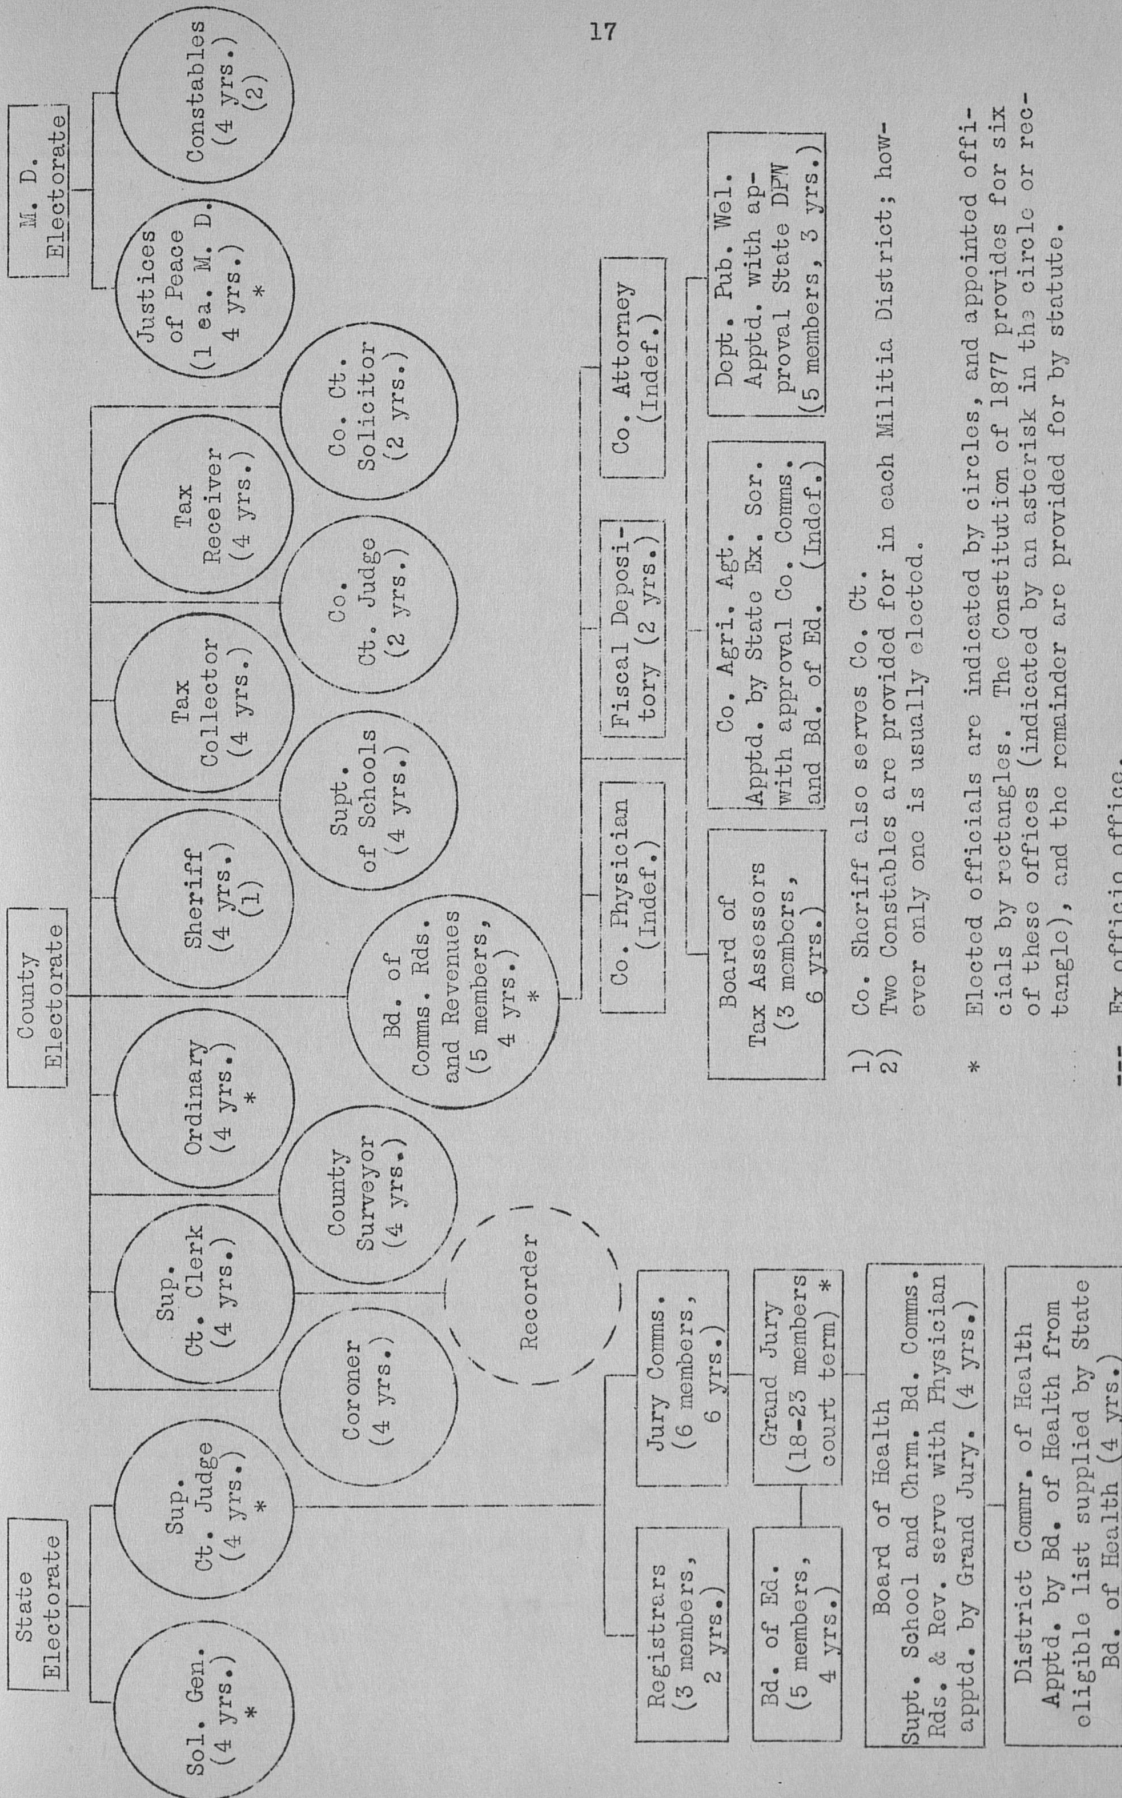 17
State
Electorate
County
Electorate
M. D.
Electorate
Sol. Gen.
(4 yrs.)
*
Sup.
Ct. Judge
(4 yrs.)
*
Sup.
Ct. Clerk
(4 yrs.)
Ordinary
(4 yrs.)
*
Sheriff
(4 yrs.)
(1)
Tax
Collector
(4 yrs.)
Tax
Receiver
(4 yrs.)
Justices
of Peace
(1 ea. M. D.
4 yrs.)
*
Constables
(4 yrs.)
(2)
Coroner
(4 yrs.)
County
Surveyor
(4 yrs.)
Bd. of
Comms. Rds.
and Revenues
(5 members,
4 yrs.)
*
Supt.
of Schools
(4 yrs.)
Co.
Ct. Judge
(2 yrs.)
Co. Ct.
Solicitor
(2 yrs.)
Recorder
Registrars
(3 members,
2 yrs.)
Jury Comms.
(6 members,
6 yrs.)
Bd. of Ed.
(5 members,
4 yrs.)
Grand Jury
(18-23 members
court term) *
Board of Health
Supt. School and Chrm. Bd. Comms.
Rds. & Rev. serve with Physician
apptd. by Grand Jury. (4 yrs.)
District Commr. of Health
Apptd. by Bd. of Health from
eligible list supplied by State
Bd. of Health (4 yrs.)
Co. Physician
(Indef.)
Fiscal Deposi-
tory (2 yrs.)
Co. Attorney
(Indef.)
Board of
Tax Assessors
(3 members,
6 yrs.)
Co. Agri. Agt.
Apptd. by State Ex. Ser.
with approval Co. Comms.
and Bd. of Ed. (Indef.)
Dept. Pub. Wel.
Apptd. with ap-
proval State DPW
(5 members, 3 yrs.)
1) Co. Sheriff also serves Co. Ct.
2) Two Constables are provided for in each Militia District; how-
ever only one is usually elected.
* Elected officials are indicated by circles, and appointed offi-
cials by rectangles. The Constitution of 1877 provides for six
of these offices (indicated by an asterisk in the circle or rec-
tangle), and the remainder are provided for by statute.
--- Ex officio office.